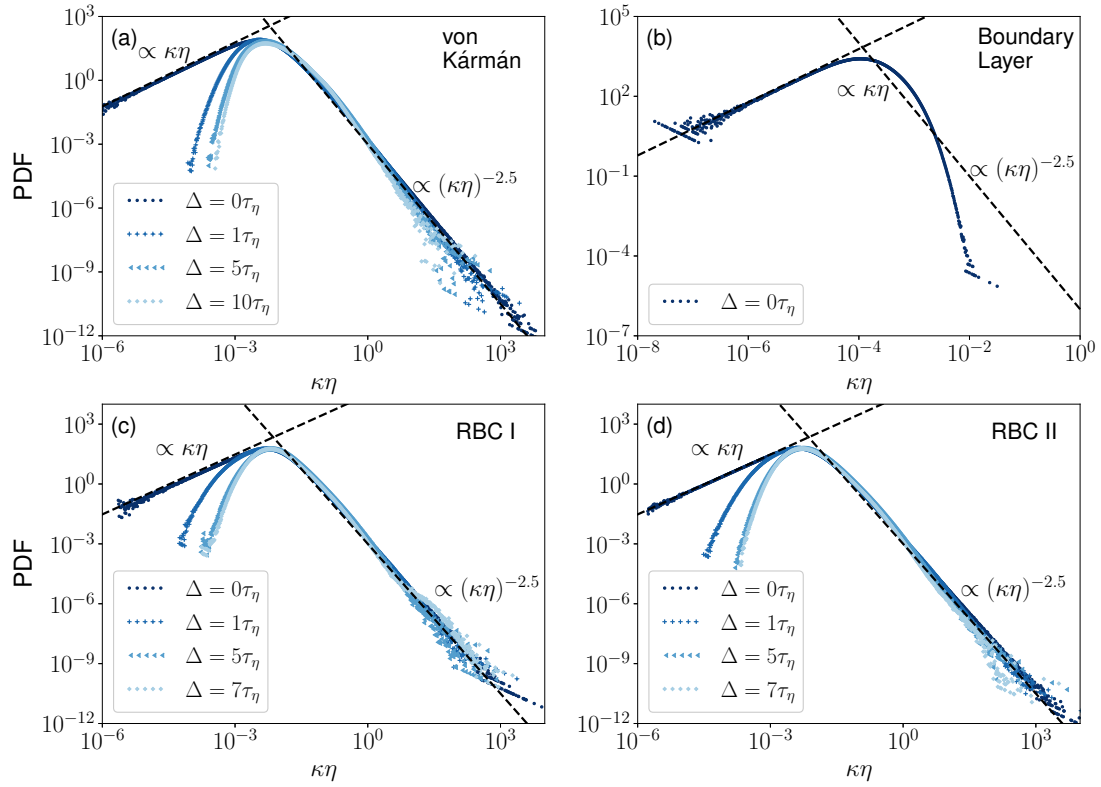 (a)
von
Kármán
∝ κη
∝ (κη)^{-2.5}
PDF
10^3
10^0
10^{-3}
10^{-6}
10^{-9}
10^{-12}
Δ = 0τ_η
Δ = 1τ_η
Δ = 5τ_η
Δ = 10τ_η
10^{-6}
10^{-3}
10^0
10^3
κη
(b)
Boundary
Layer
∝ κη
∝ (κη)^{-2.5}
10^5
10^2
10^{-1}
10^{-4}
10^{-7}
Δ = 0τ_η
10^{-8}
10^{-6}
10^{-4}
10^{-2}
10^0
κη
(c)
RBC I
∝ κη
∝ (κη)^{-2.5}
PDF
10^3
10^0
10^{-3}
10^{-6}
10^{-9}
10^{-12}
Δ = 0τ_η
Δ = 1τ_η
Δ = 5τ_η
Δ = 7τ_η
10^{-6}
10^{-3}
10^0
10^3
κη
(d)
RBC II
∝ κη
∝ (κη)^{-2.5}
10^3
10^0
10^{-3}
10^{-6}
10^{-9}
10^{-12}
Δ = 0τ_η
Δ = 1τ_η
Δ = 5τ_η
Δ = 7τ_η
10^{-6}
10^{-3}
10^0
10^3
κη